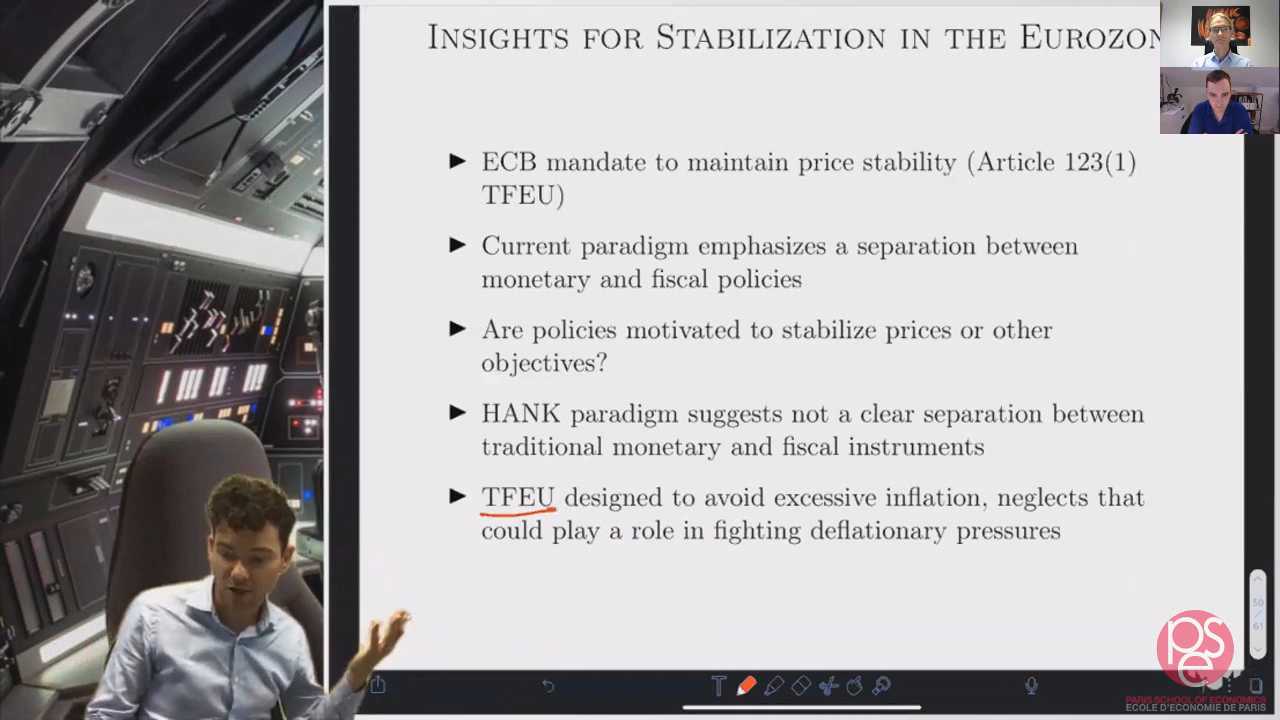 INSIGHTS FOR STABILIZATION IN THE EUROZON
► ECB mandate to maintain price stability (Article 123(1)
TFEU)
► Current paradigm emphasizes a separation between
monetary and fiscal policies
► Are policies motivated to stabilize prices or other
objectives?
► HANK paradigm suggests not a clear separation between
traditional monetary and fiscal instruments
► TFEU designed to avoid excessive inflation, neglects that
could play a role in fighting deflationary pressures
50
/
61
T
pse
PARIS SCHOOL OF ECONOMICS
ECOLE D'ECONOMIE DE PARIS